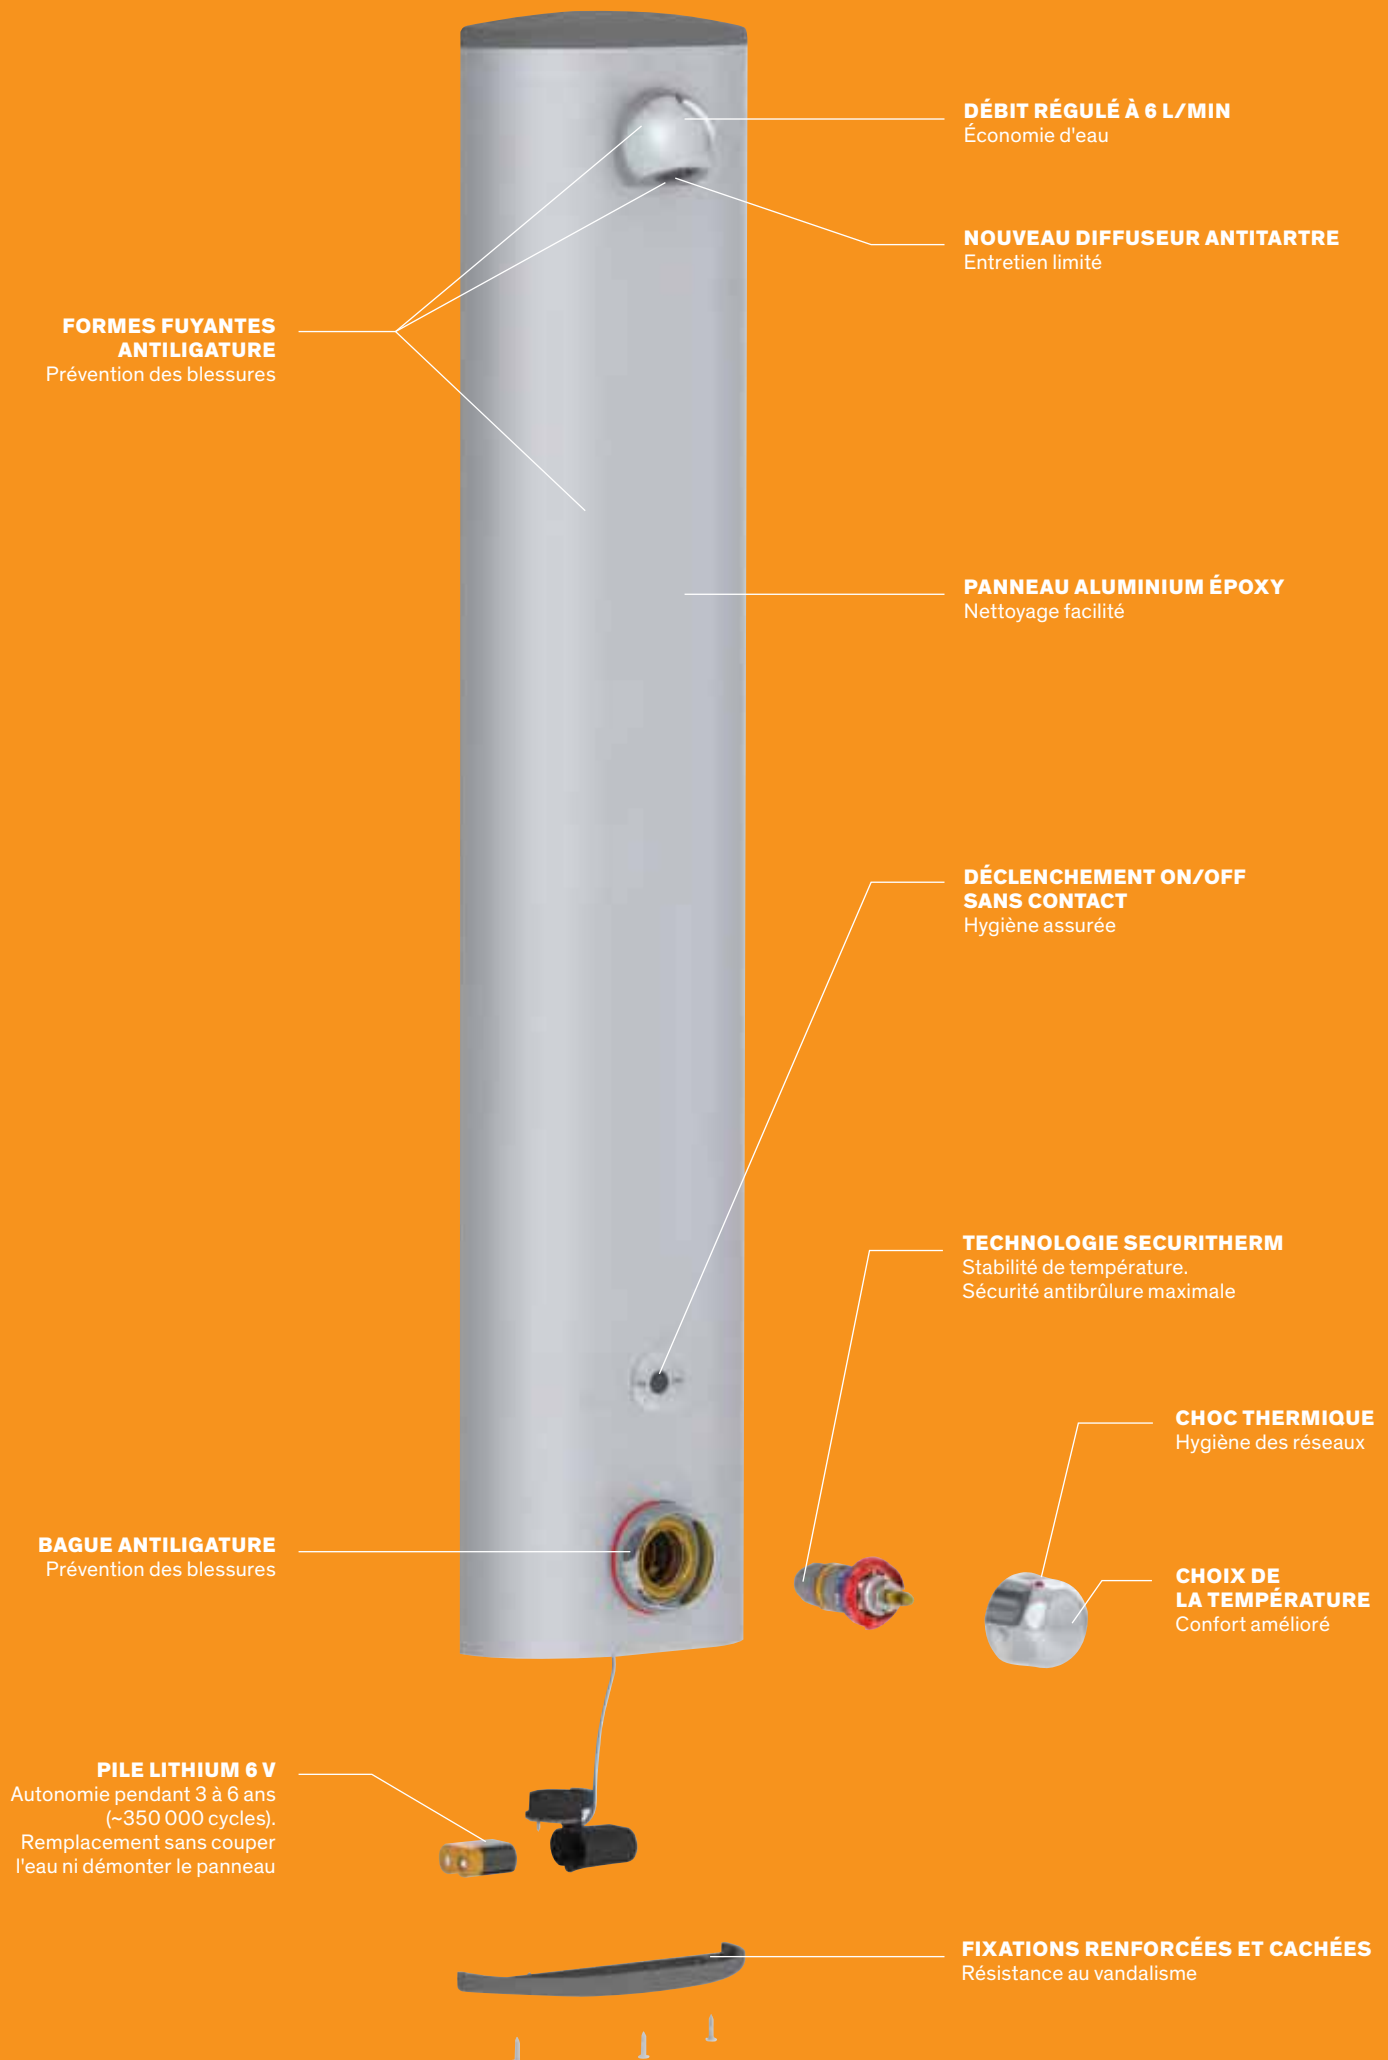 DÉBIT RÉGULÉ À 6 L/MIN
Économie d'eau
NOUVEAU DIFFUSEUR ANTITARTRE
Entretien limité
FORMES FUYANTES
ANTILIGATURE
Prévention des blessures
PANNEAU ALUMINIUM ÉPOXY
Nettoyage facilité
DÉCLENCHEMENT ON/OFF
SANS CONTACT
Hygiène assurée
TECHNOLOGIE SECURITHERM
Stabilité de température.
Sécurité antibrûlure maximale
CHOC THERMIQUE
Hygiène des réseaux
BAGUE ANTILIGATURE
Prévention des blessures
CHOIX DE
LA TEMPÉRATURE
Confort amélioré
PILE LITHIUM 6 V
Autonomie pendant 3 à 6 ans
(~350 000 cycles).
Remplacement sans couper
l'eau ni démonter le panneau
FIXATIONS RENFORCÉES ET CACHÉES
Résistance au vandalisme